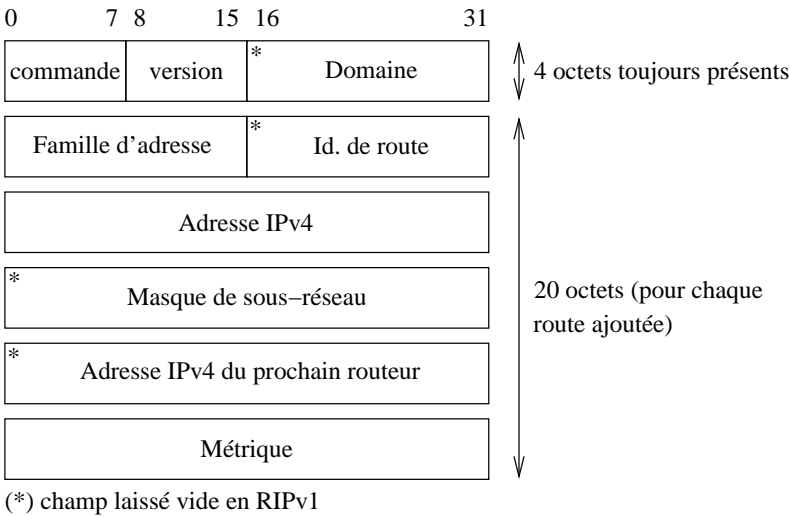 0 7 8 15 16 31
commande version * Domaine
4 octets toujours présents
Famille d’adresse * Id. de route
Adresse IPv4
* Masque de sous−réseau
20 octets (pour chaque
route ajoutée)
* Adresse IPv4 du prochain routeur
Métrique
(*) champ laissé vide en RIPv1